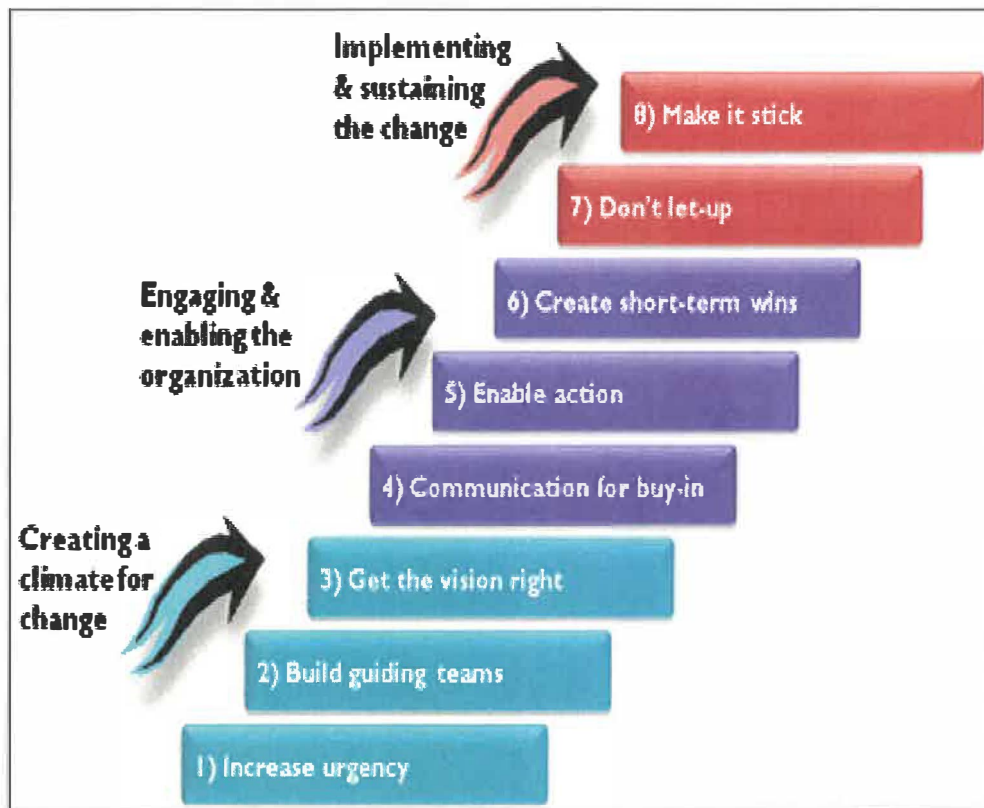 Implementing
& sustaining
the change
8) Make it stick
7) Don't let-up
Engaging &
enabling the
organization
6) Create short-term wins
5) Enable action
4) Communication for buy-in
Creating a
climate for
change
3) Get the vision right
2) Build guiding teams
1) Increase urgency